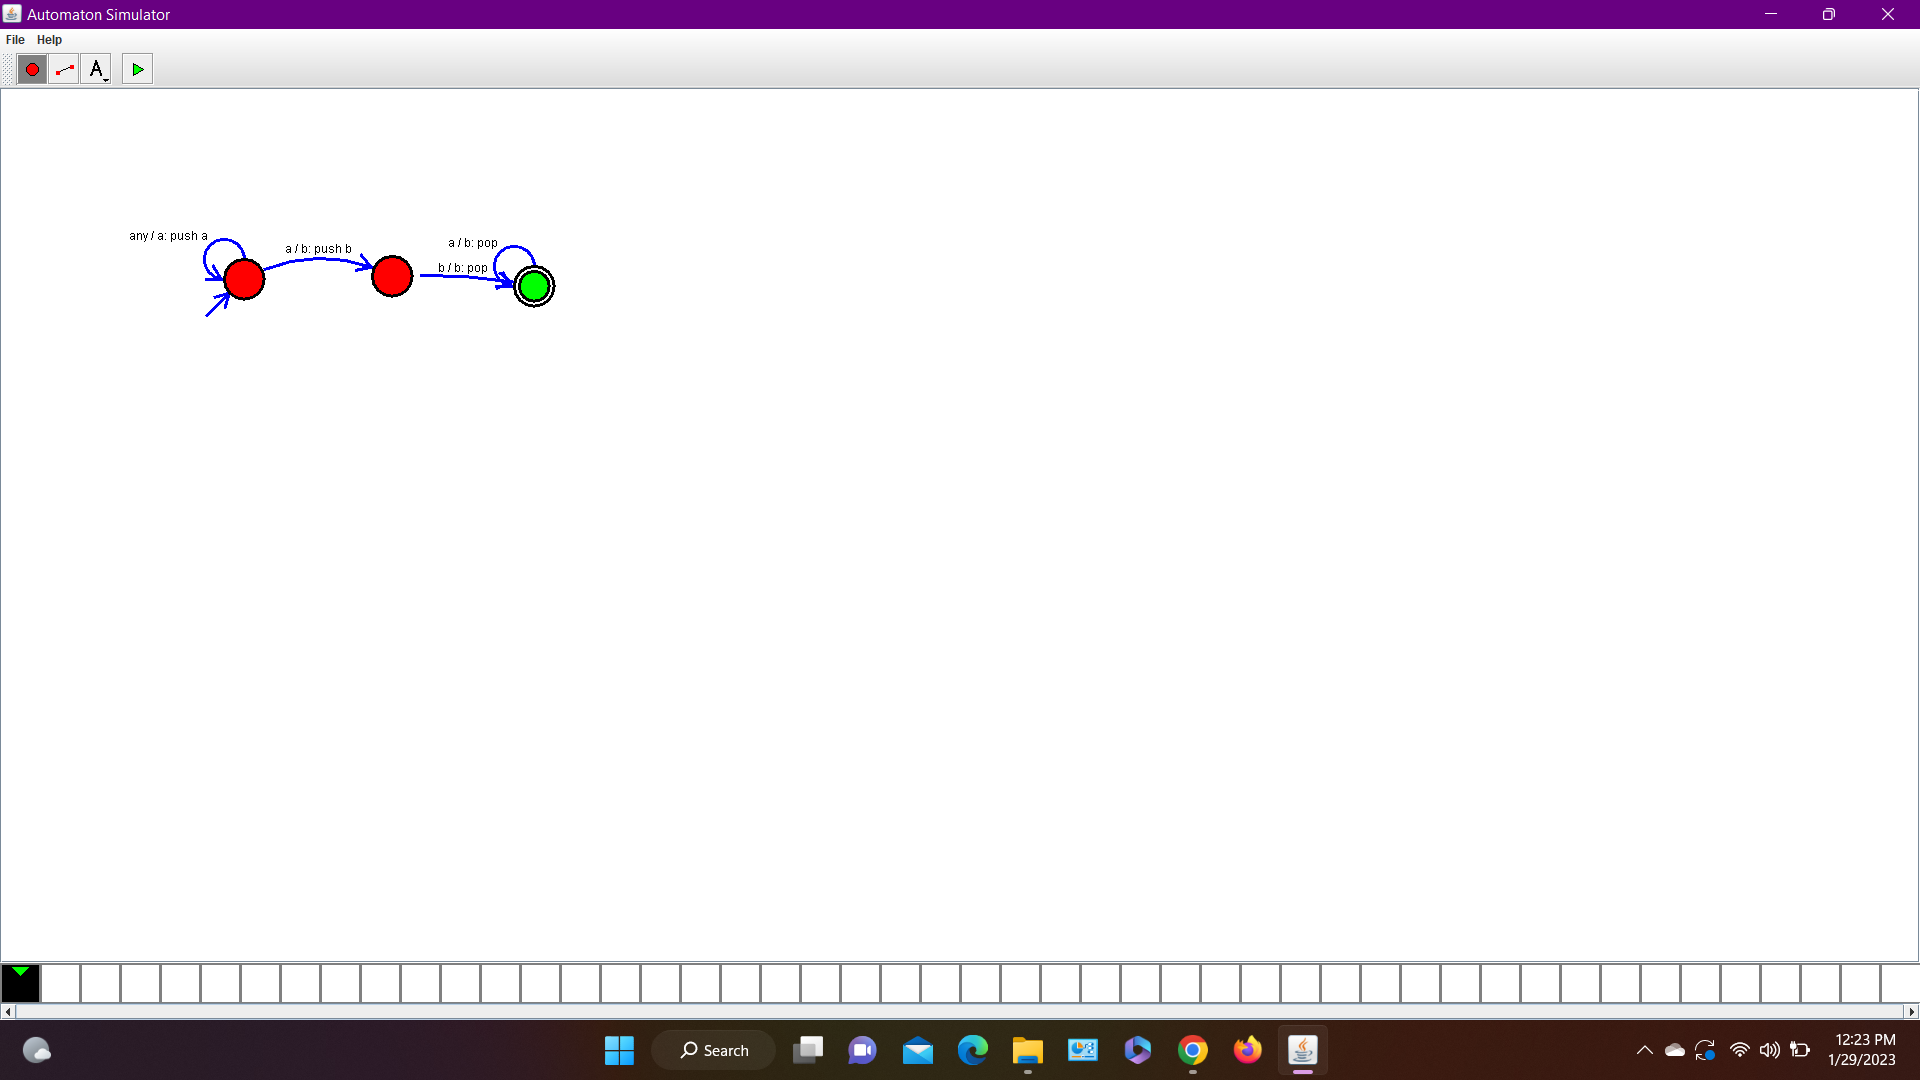 Automaton Simulator
File Help
A
any / a: push a
a / b: push b
a / b: pop
b / b: pop
Search
12:23 PM
1/29/2023